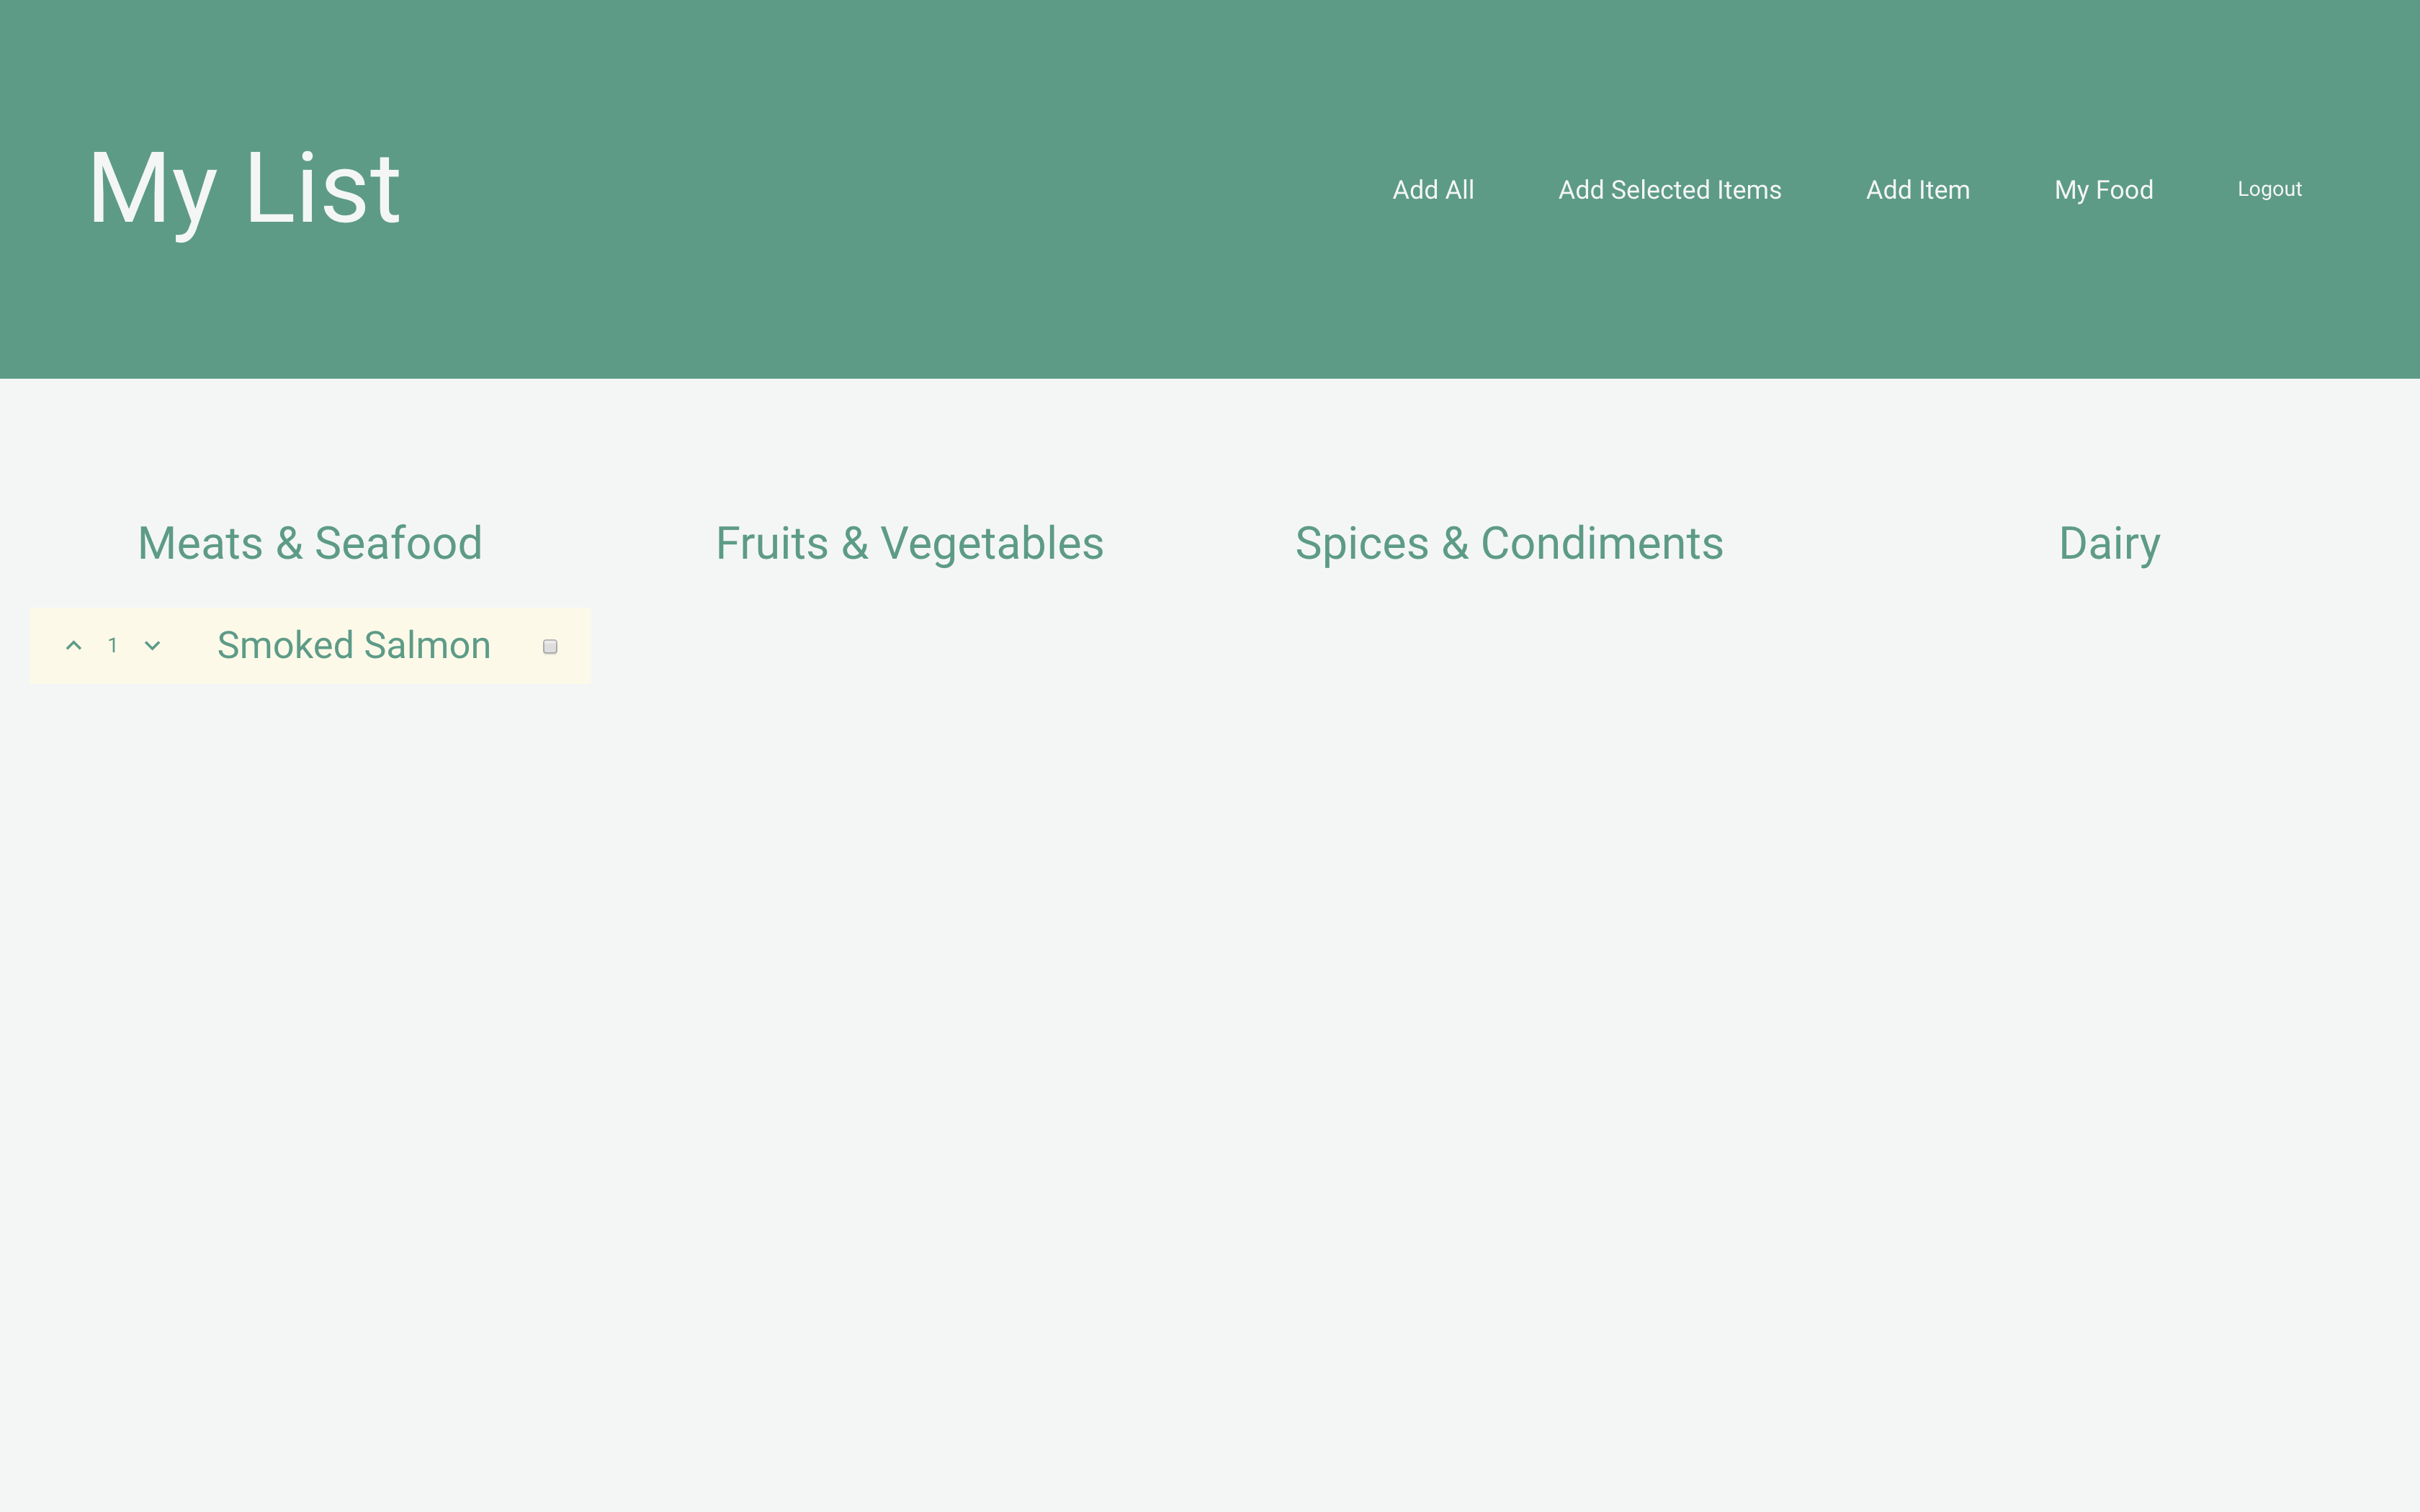 My List
Add All
Add Selected Items
Add Item
My Food
Logout
Meats & Seafood
Fruits & Vegetables
Spices & Condiments
Dairy
1
Smoked Salmon